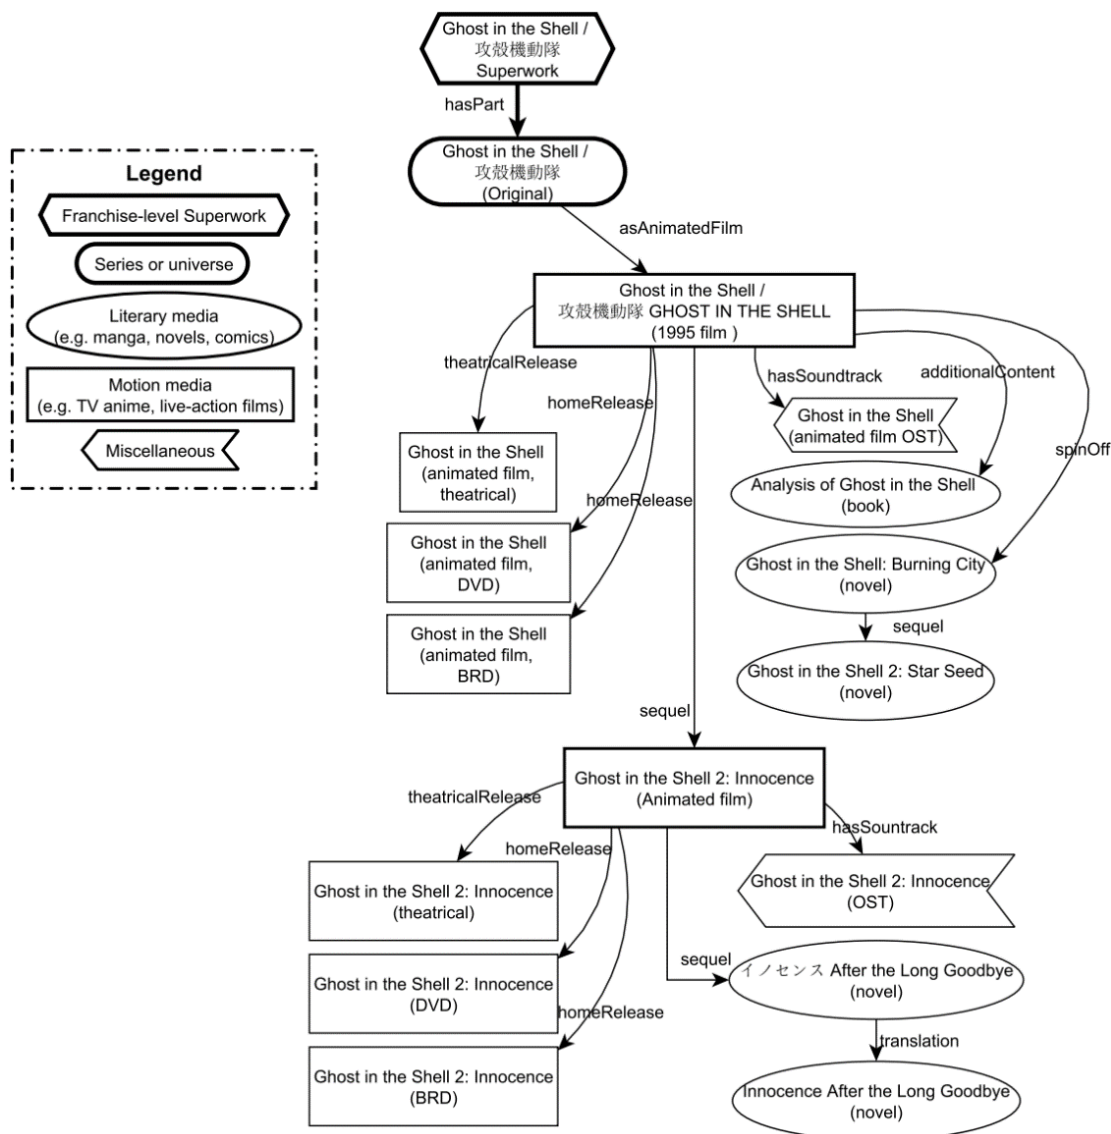 Ghost in the Shell /
攻殻機動隊
Superwork
hasPart
Ghost in the Shell /
攻殻機動隊
(Original)
Legend
Franchise-level Superwork
Series or universe
Literary media
(e.g. manga, novels, comics)
Motion media
(e.g. TV anime, live-action films)
Miscellaneous
asAnimatedFilm
Ghost in the Shell /
攻殻機動隊 GHOST IN THE SHELL
(1995 film )
theatricalRelease
homeRelease
homeRelease
hasSoundtrack
additionalContent
spinOff
Ghost in the Shell
(animated film,
theatrical)
Ghost in the Shell
(animated film,
DVD)
Ghost in the Shell
(animated film,
BRD)
Ghost in the Shell
(animated film OST)
Analysis of Ghost in the Shell
(book)
Ghost in the Shell: Burning City
(novel)
sequel
Ghost in the Shell 2: Star Seed
(novel)
sequel
Ghost in the Shell 2: Innocence
(Animated film)
theatricalRelease
homeRelease
homeRelease
hasSountrack
Ghost in the Shell 2: Innocence
(theatrical)
Ghost in the Shell 2: Innocence
(DVD)
Ghost in the Shell 2: Innocence
(BRD)
Ghost in the Shell 2: Innocence
(OST)
sequel
イノセンス After the Long Goodbye
(novel)
translation
Innocence After the Long Goodbye
(novel)